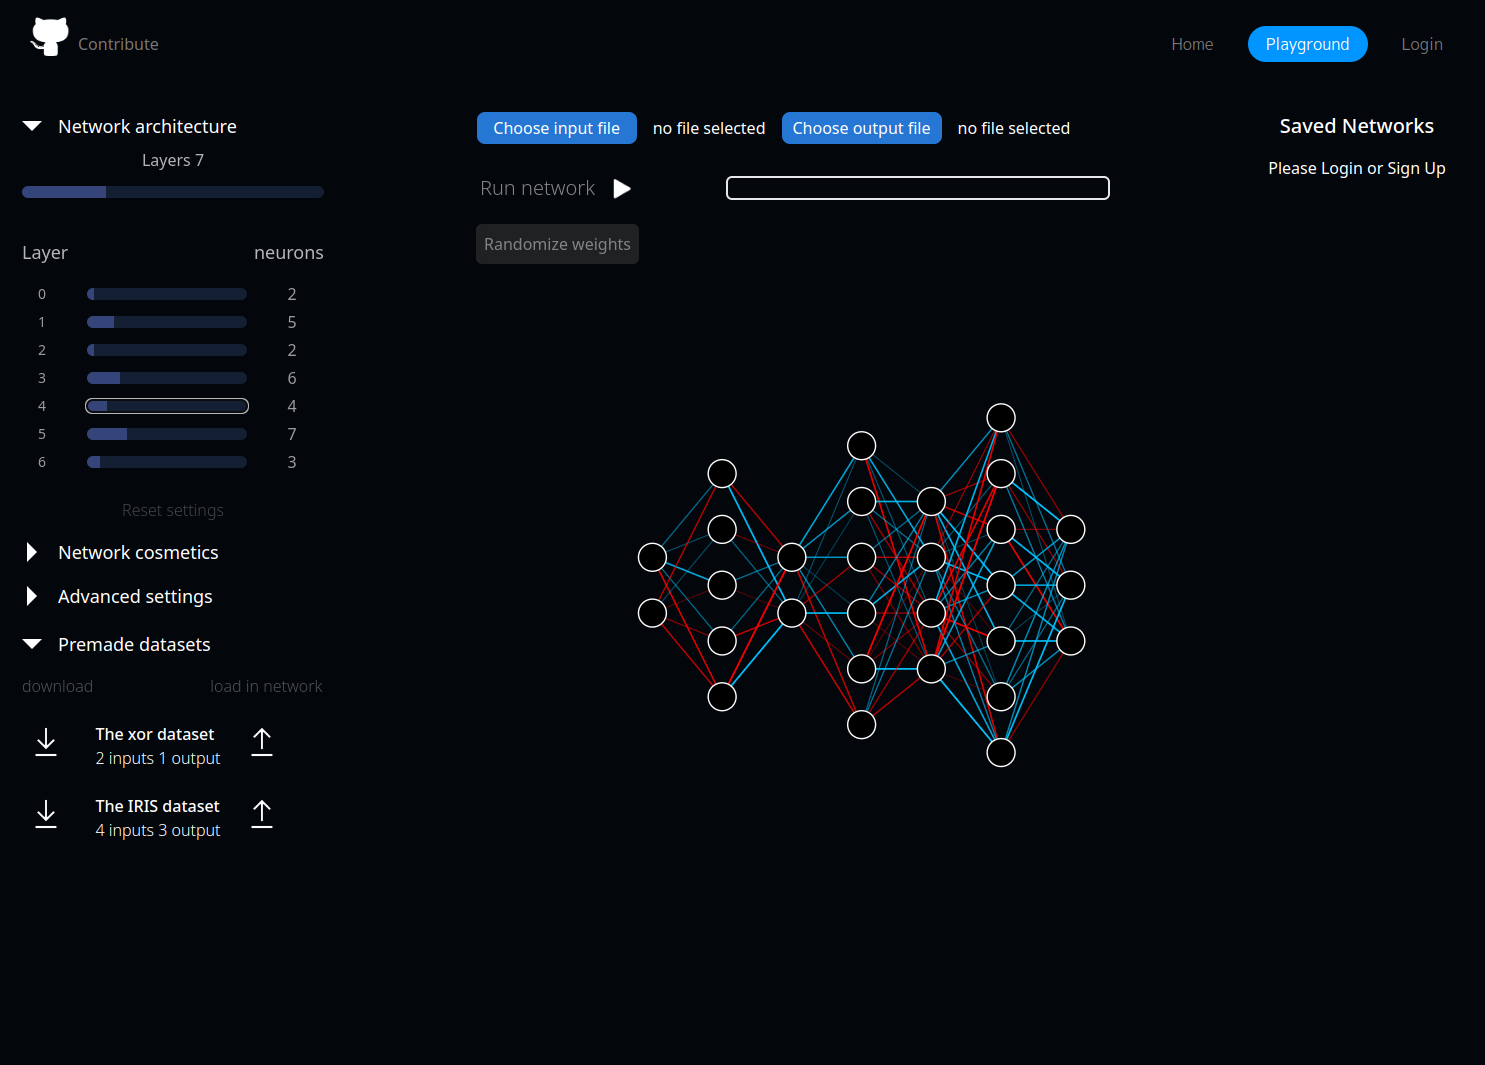 Contribute
Home
Playground
Login
Network architecture
Layers 7
Layer neurons
0 2
1 5
2 2
3 6
4 4
5 7
6 3
Reset settings
Network cosmetics
Advanced settings
Premade datasets
download load in network
The xor dataset
2 inputs 1 output
The IRIS dataset
4 inputs 3 output
Choose input file no file selected Choose output file no file selected
Run network
Randomize weights
Saved Networks
Please Login or Sign Up